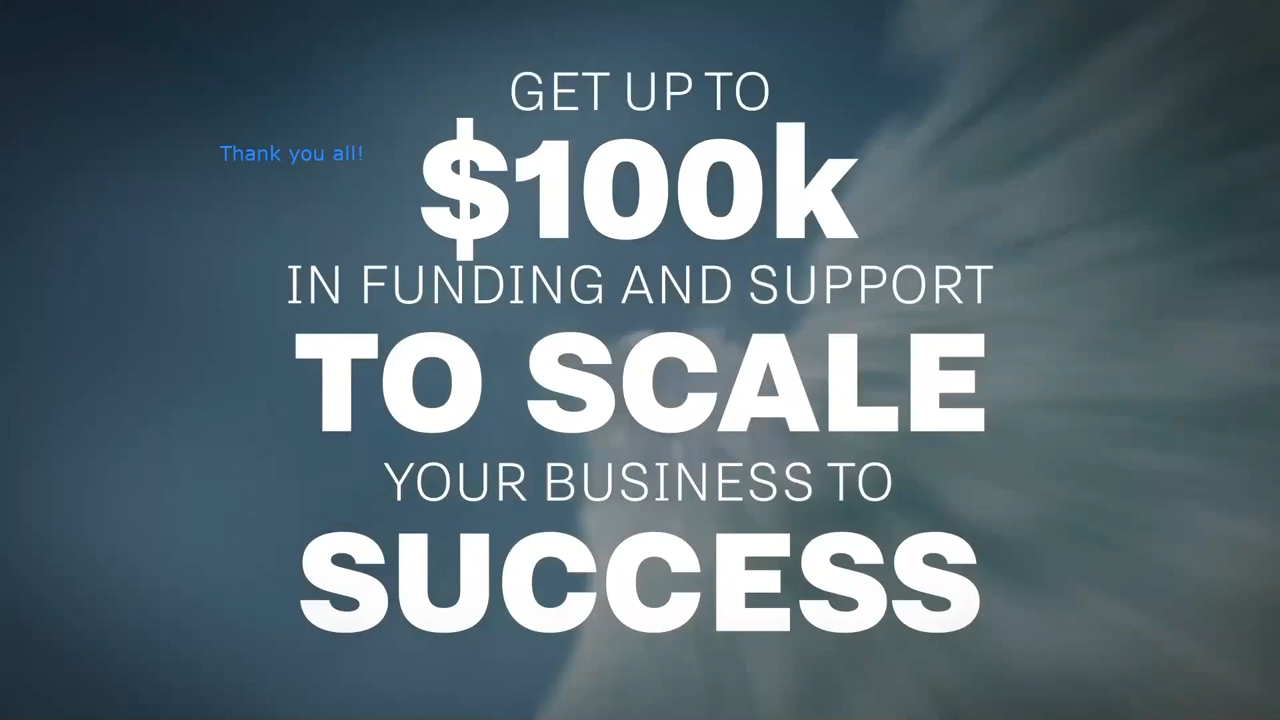 GET UP TO
Thank you all!
$100k
IN FUNDING AND SUPPORT
TO SCALE
YOUR BUSINESS TO
SUCCESS